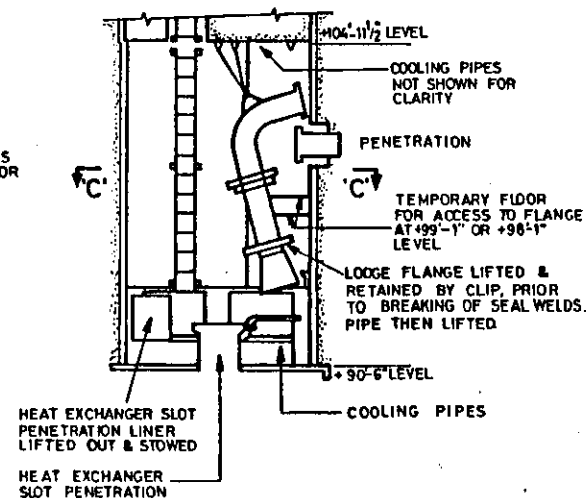 +104'-11½ LEVEL
COOLING PIPES
NOT SHOWN FOR
CLARITY
PENETRATION
S
OR
'C'
'C'
TEMPORARY FLOOR
FOR ACCESS TO FLANGE
AT +99'-1" OR +98'-1"
LEVEL
LODGE FLANGE LIFTED &
RETAINED BY CLIP, PRIOR
TO BREAKING OF SEAL WELDS.
PIPE THEN LIFTED
+ 90'-6" LEVEL
COOLING PIPES
HEAT EXCHANGER SLOT
PENETRATION LINER
LIFTED OUT & STOWED
HEAT EXCHANGER
SLOT PENETRATION